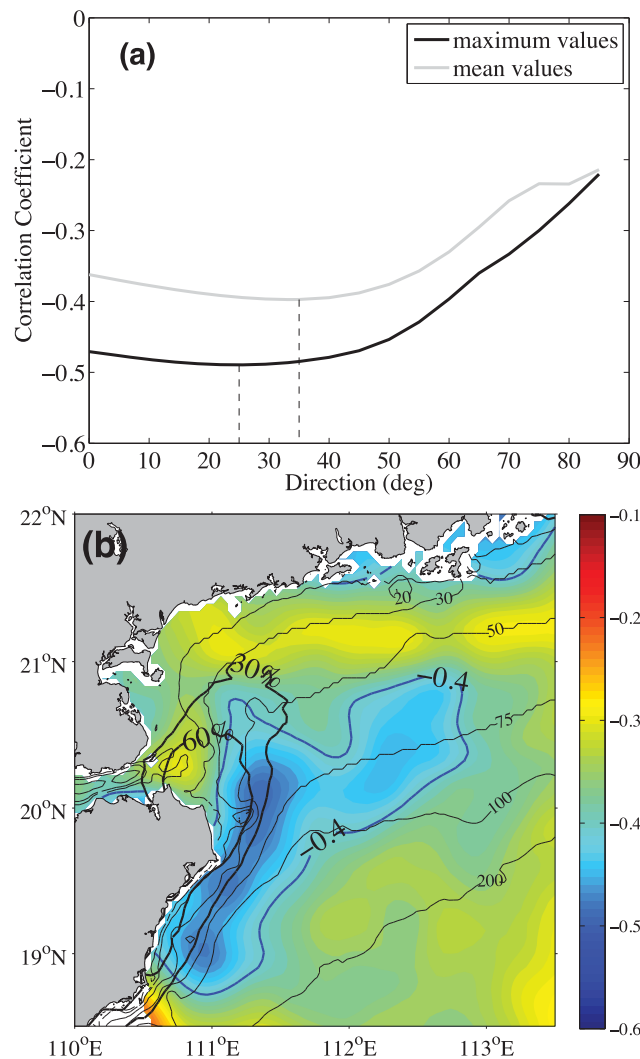 (a)
maximum values
mean values
Correlation Coefficient
0
−0.1
−0.2
−0.3
−0.4
−0.5
−0.6
0 10 20 30 40 50 60 70 80 90
Direction (deg)
(b)
22°N
21°N
20°N
19°N
110°E 111°E 112°E 113°E
20
30
50
30%
−0.4
60%
75
100
−0.4
200
−0.1
−0.2
−0.3
−0.4
−0.5
−0.6